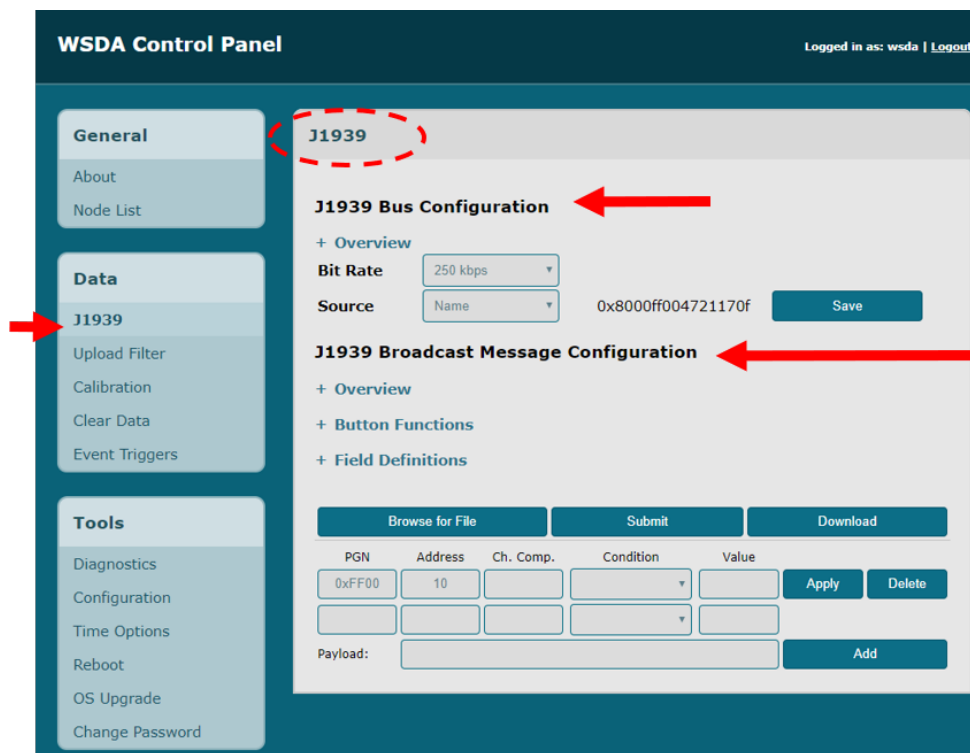 WSDA Control Panel
Logged in as: wsda | Logout
General
About
Node List
Data
J1939
Upload Filter
Calibration
Clear Data
Event Triggers
Tools
Diagnostics
Configuration
Time Options
Reboot
OS Upgrade
Change Password
J1939
J1939 Bus Configuration
+ Overview
Bit Rate 250 kbps
Source Name 0x8000ff004721170f Save
J1939 Broadcast Message Configuration
+ Overview
+ Button Functions
+ Field Definitions
Browse for File Submit Download
PGN Address Ch. Comp. Condition Value
0xFF00 10 Apply Delete
Payload: Add